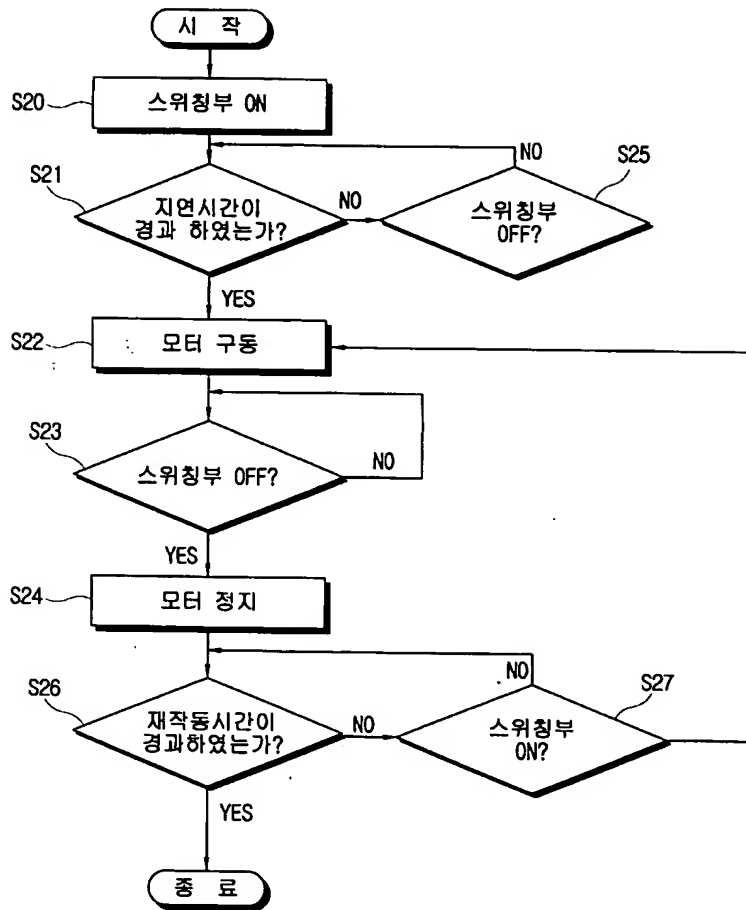 시 작
S20
스위칭부 ON
NO
S25
S21
지연시간이
경과 하였는가?
NO
스위칭부
OFF?
YES
S22
모터 구동
S23
스위칭부 OFF?
NO
YES
S24
모터 정지
NO
S27
S26
재작동시간이
경과하였는가?
NO
스위칭부
ON?
YES
종 료